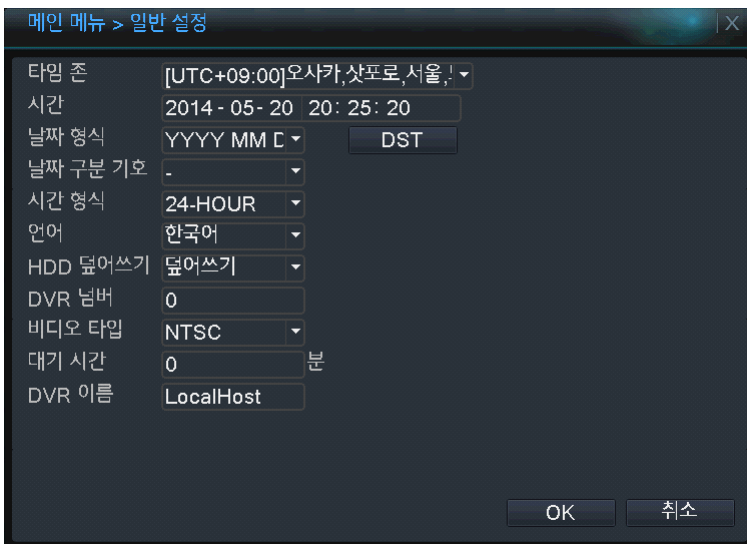 메인 메뉴 > 일반 설정 X
타임 존 [UTC+09:00]오사카,삿포로,서울,
시간 2014 - 05 - 20 20 : 25 : 20
날짜 형식 YYYY MM D DST
날짜 구분 기호 -
시간 형식 24-HOUR
언어 한국어
HDD 덮어쓰기 덮어쓰기
DVR 넘버 0
비디오 타입 NTSC
대기 시간 0 분
DVR 이름 LocalHost
OK 취소